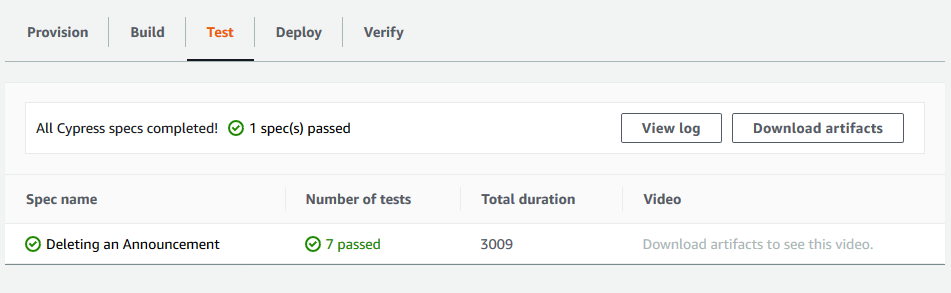 Provision Build Test Deploy Verify
All Cypress specs completed! 1 spec(s) passed View log Download artifacts
Spec name Number of tests Total duration Video
Deleting an Announcement 7 passed 3009 Download artifacts to see this video.